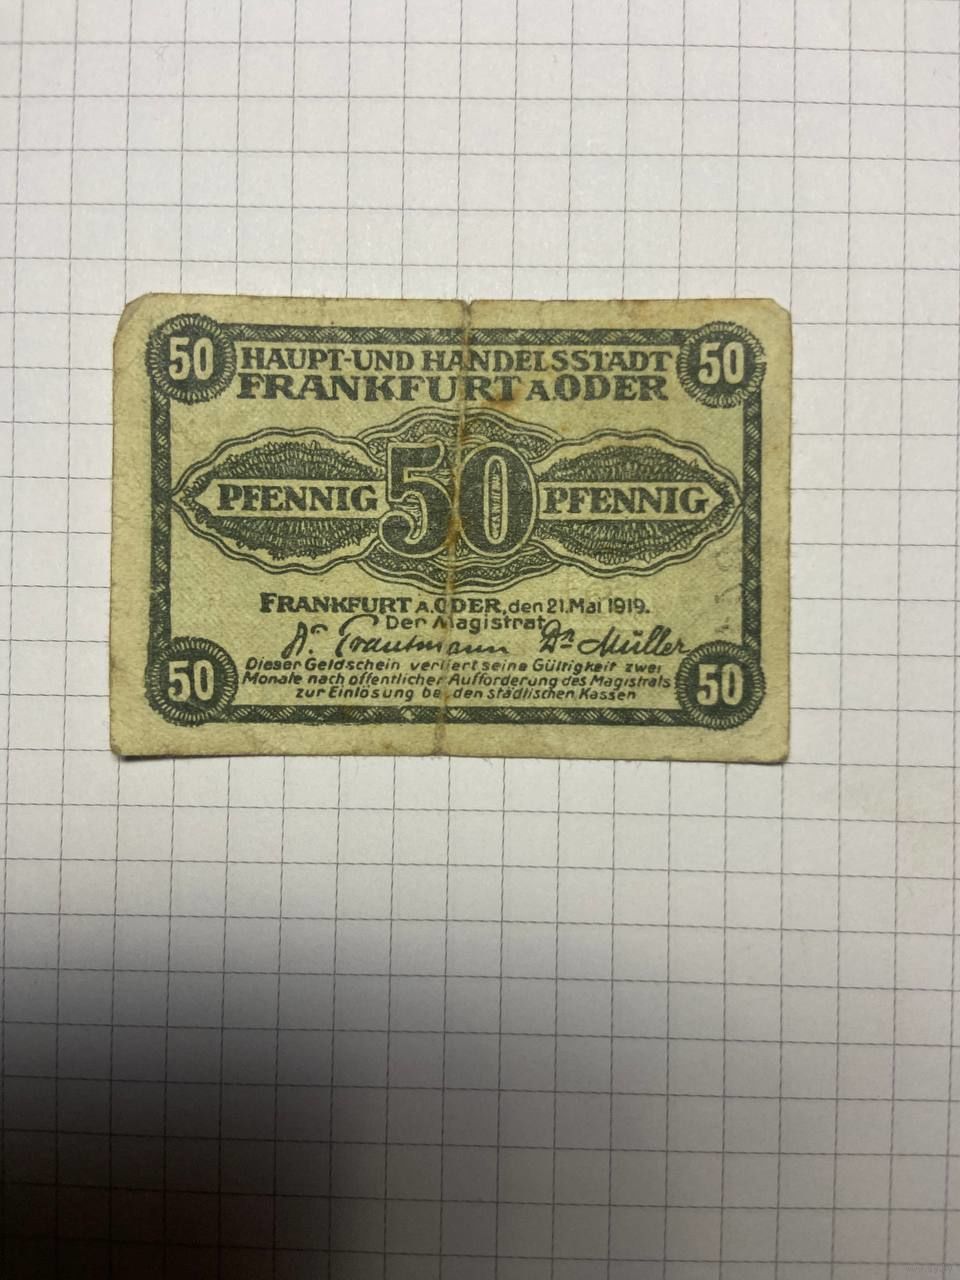 50 HAUPT-UND HANDELSSTADT 50
FRANKFURT A.ODER
PFENNIG 50 PFENNIG
FRANKFURT A.ODER, den 21.Mai 1919.
Der Magistrat
Dr. Trautmann Dr. Müller
50 Dieser Geldschein verliert seine Gültigkeit zwei 50
Monate nach öffentlicher Aufforderung des Magistrats
zur Einlösung bei den städtischen Kassen